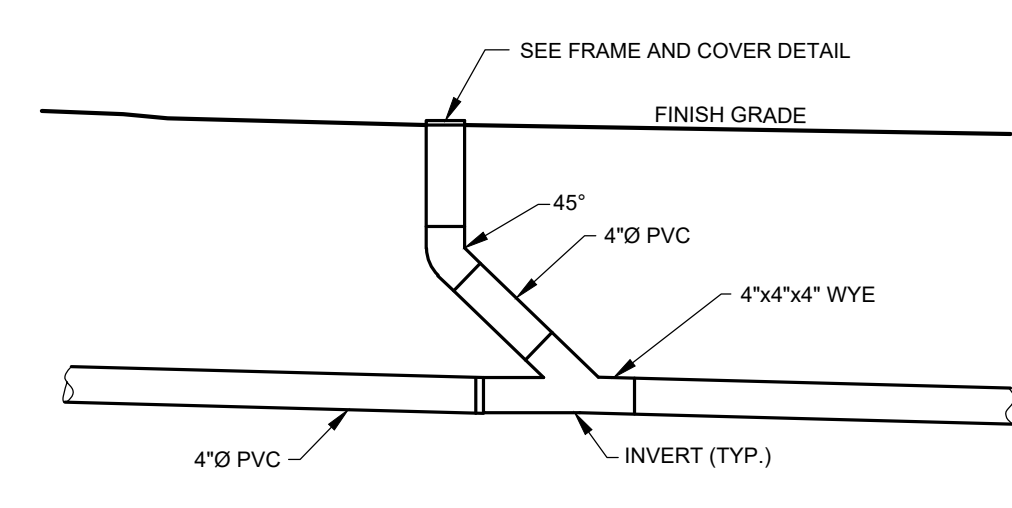 SEE FRAME AND COVER DETAIL
FINISH GRADE
45°
4"Ø PVC
4"x4"x4" WYE
4"Ø PVC
INVERT (TYP.)